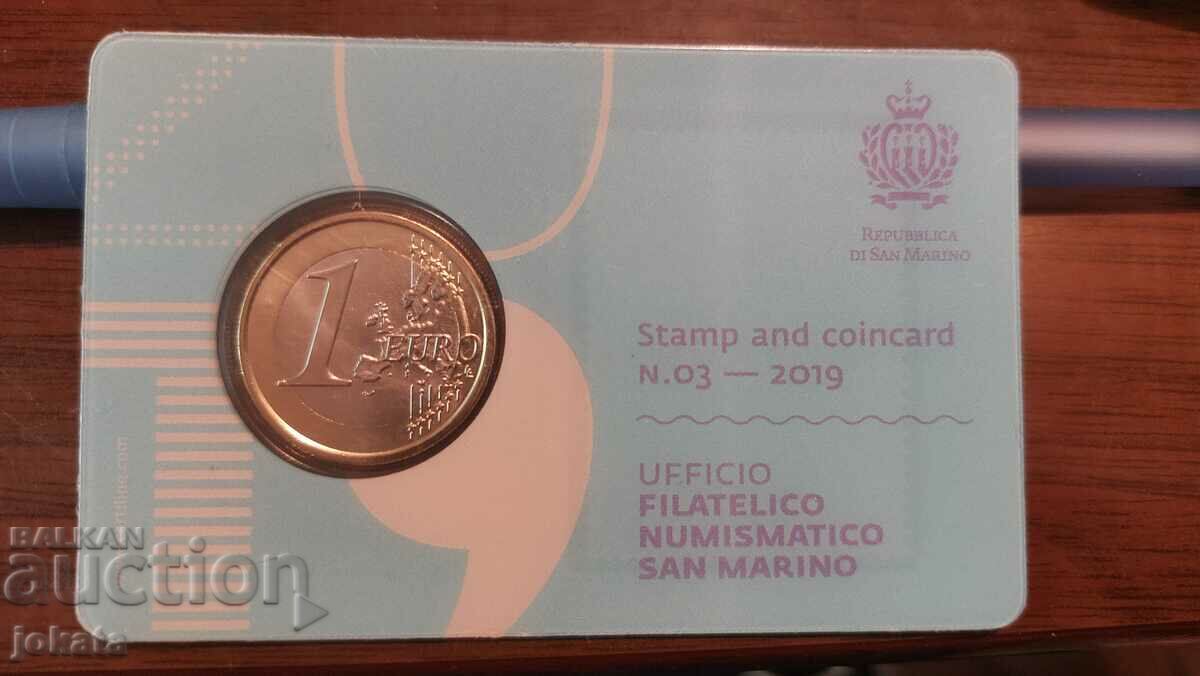 REPUBBLICA
DI SAN MARINO
1
EURO
Stamp and coincard
N.03 — 2019
UFFICIO
FILATELICO
NUMISMATICO
SAN MARINO
BALKAN
auction
jokata